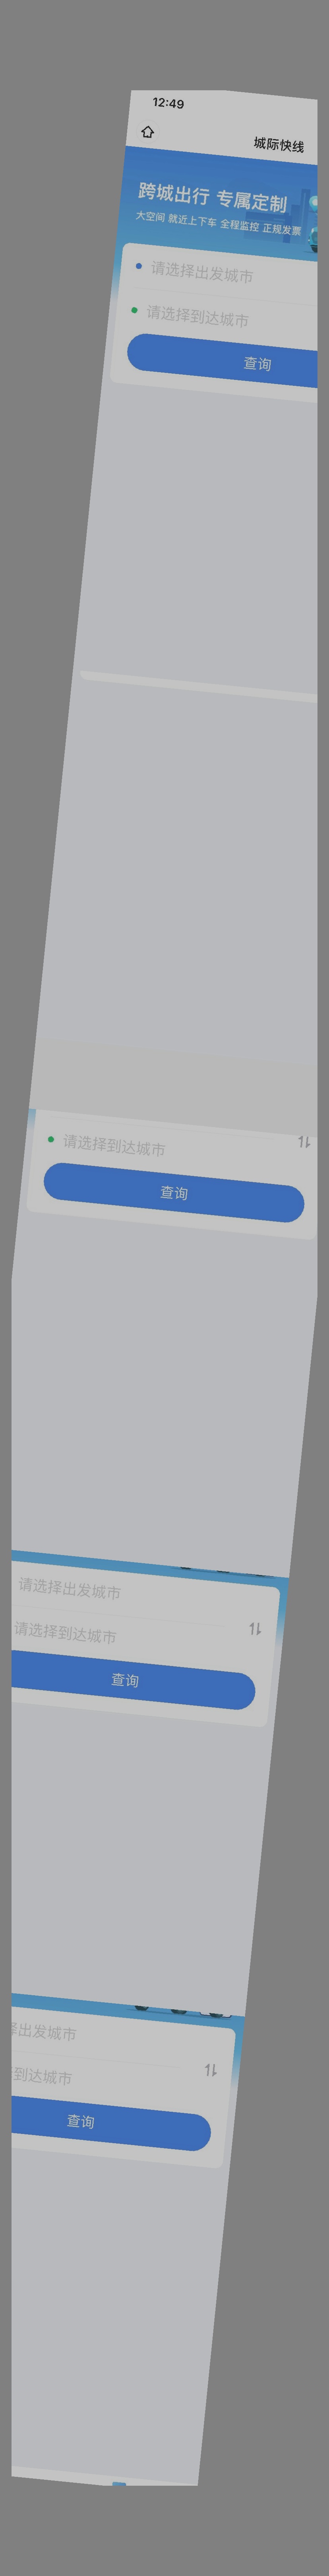 12:49
城际快线
跨城出行 专属定制
大空间 就近上下车 全程监控 正规发票
请选择出发城市
请选择到达城市
查询
请选择到达城市
查询
请选择出发城市
请选择到达城市
查询
择出发城市
到达城市
查询